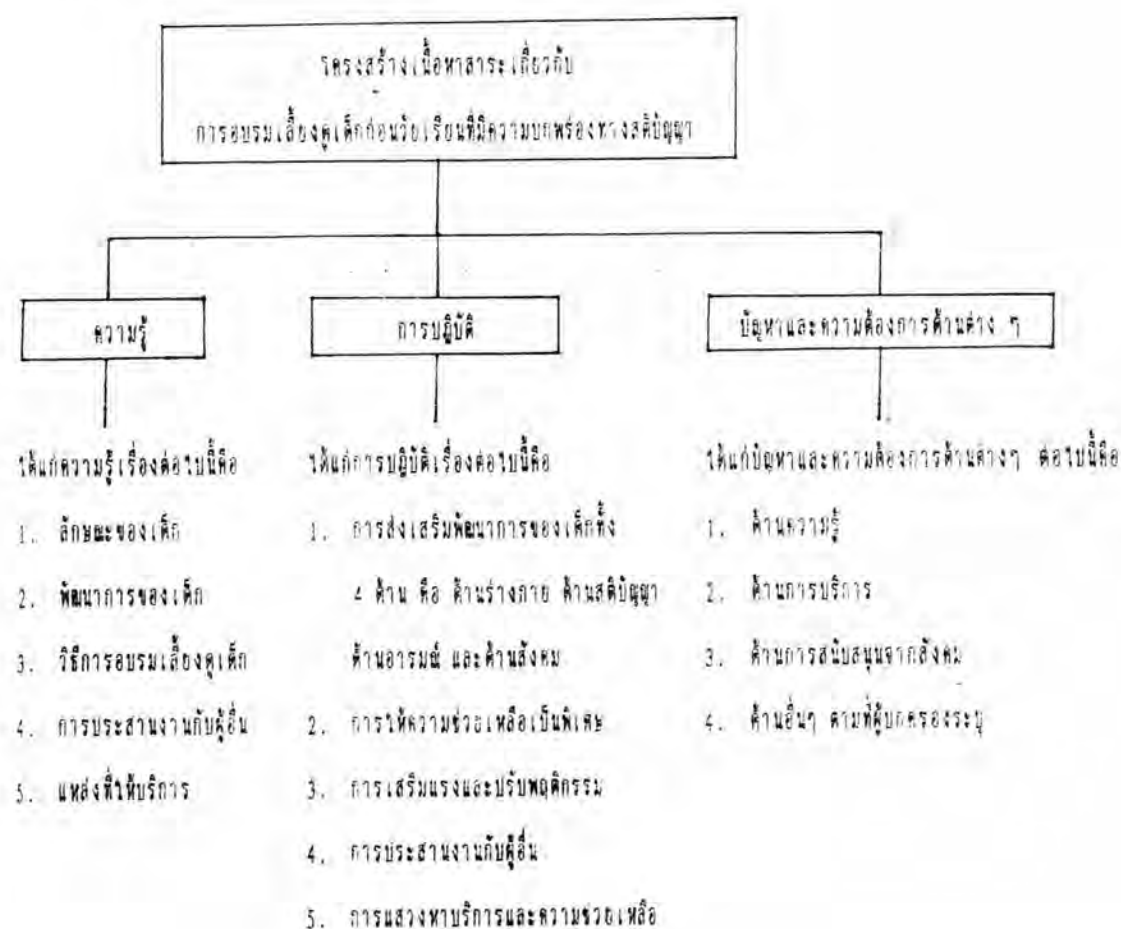 โครงสร้างเนื้อหาสาระเกี่ยวกับ
การอบรมเลี้ยงดูเด็กก่อนวัยเรียนที่มีความบกพร่องทางสติปัญญา
ความรู้
การปฏิบัติ
ปัญหาและความต้องการด้านต่าง ๆ
ได้แก่ความรู้เรื่องต่อไปนี้คือ
1. ลักษณะของเด็ก
2. พัฒนาการของเด็ก
3. วิธีการอบรมเลี้ยงดูเด็ก
4. การประสานงานกับผู้อื่น
5. แหล่งที่ให้บริการ
ได้แก่การปฏิบัติเรื่องต่อไปนี้คือ
1. การส่งเสริมพัฒนาการของเด็กทั้ง
4 ด้าน คือ ด้านร่างกาย ด้านสติปัญญา
ด้านอารมณ์ และด้านสังคม
2. การให้ความช่วยเหลือเป็นพิเศษ
3. การเสริมแรงและปรับพฤติกรรม
4. การประสานงานกับผู้อื่น
5. การแสวงหาบริการและความช่วยเหลือ
ได้แก่ปัญหาและความต้องการด้านต่างๆ ต่อไปนี้คือ
1. ด้านความรู้
2. ด้านการบริการ
3. ด้านการสนับสนุนจากสังคม
4. ด้านอื่นๆ ตามที่ผู้ปกครองระบุ